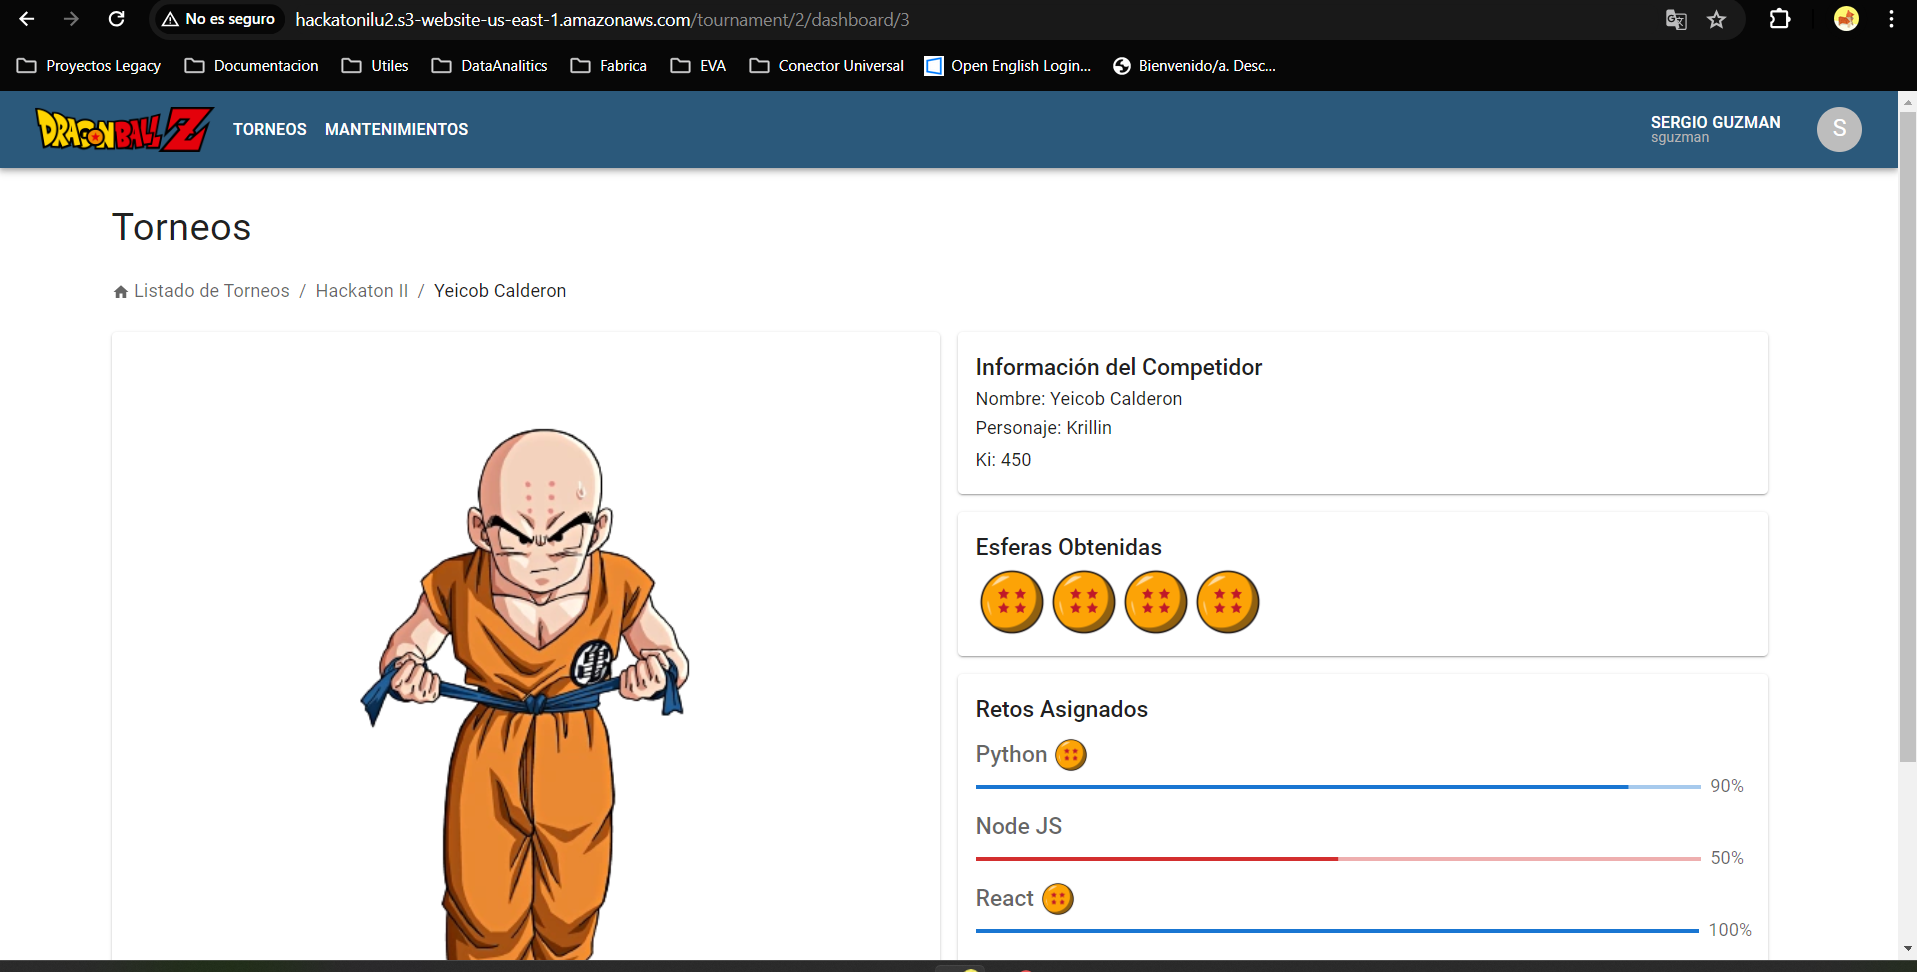 No es seguro
hackatonilu2.s3-website-us-east-1.amazonaws.com/tournament/2/dashboard/3
Proyectos Legacy
Documentacion
Utiles
DataAnalitics
Fabrica
EVA
Conector Universal
Open English Login...
Bienvenido/a. Desc...
DRAGONBALL Z
TORNEOS
MANTENIMIENTOS
SERGIO GUZMAN
sguzman
S
Torneos
Listado de Torneos / Hackaton II / Yeicob Calderon
Información del Competidor
Nombre: Yeicob Calderon
Personaje: Krillin
Ki: 450
Esferas Obtenidas
Retos Asignados
Python
90%
Node JS
50%
React
100%